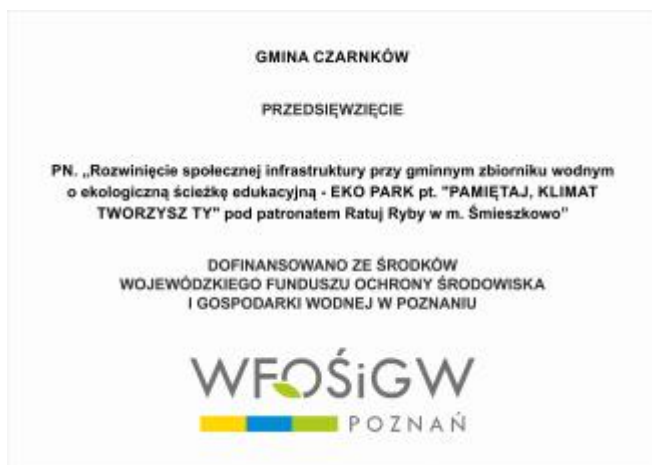 GMINA CZARNKÓW
PRZEDSIĘWZIĘCIE
PN. „Rozwinięcie społecznej infrastruktury przy gminnym zbiorniku wodnym
o ekologiczną ścieżkę edukacyjną - EKO PARK pt. "PAMIĘTAJ, KLIMAT
TWORZYSZ TY" pod patronatem Ratuj Ryby w m. Śmieszkowo”
DOFINANSOWANO ZE ŚRODKÓW
WOJEWÓDZKIEGO FUNDUSZU OCHRONY ŚRODOWISKA
I GOSPODARKI WODNEJ W POZNANIU
WFOŚiGW
POZNAŃ